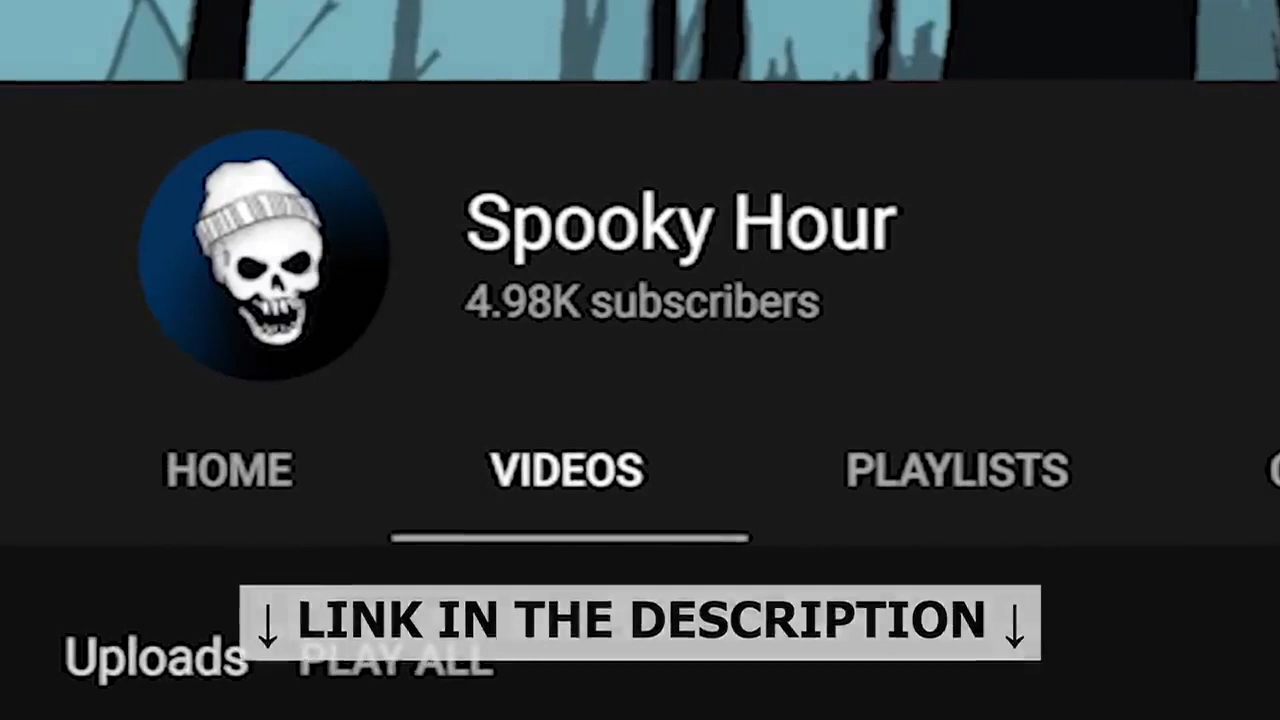 Spooky Hour
4.98K subscribers
HOME VIDEOS PLAYLISTS
↓ LINK IN THE DESCRIPTION ↓
Uploads PLAY ALL